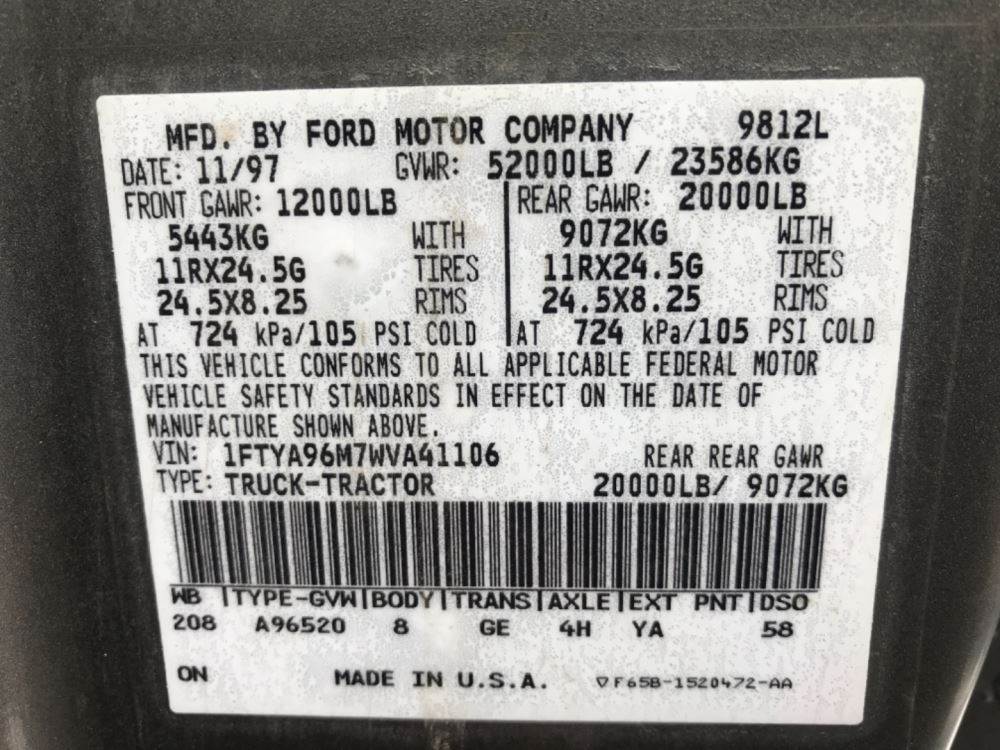 MFD. BY FORD MOTOR COMPANY 9812L
DATE: 11/97 GVWR: 52000LB / 23586KG
FRONT GAWR: 12000LB REAR GAWR: 20000LB
5443KG WITH 9072KG WITH
11RX24.5G TIRES 11RX24.5G TIRES
24.5X8.25 RIMS 24.5X8.25 RIMS
AT 724 kPa/105 PSI COLD AT 724 kPa/105 PSI COLD
THIS VEHICLE CONFORMS TO ALL APPLICABLE FEDERAL MOTOR
VEHICLE SAFETY STANDARDS IN EFFECT ON THE DATE OF
MANUFACTURE SHOWN ABOVE.
VIN: 1FTYA96M7WVA41106 REAR REAR GAWR
TYPE: TRUCK-TRACTOR 20000LB/ 9072KG
WB |TYPE-GVW|BODY|TRANS|AXLE|EXT PNT|DSO
208 A96520 8 GE 4H YA 58
ON MADE IN U.S.A. ▽F65B-1520472-AA